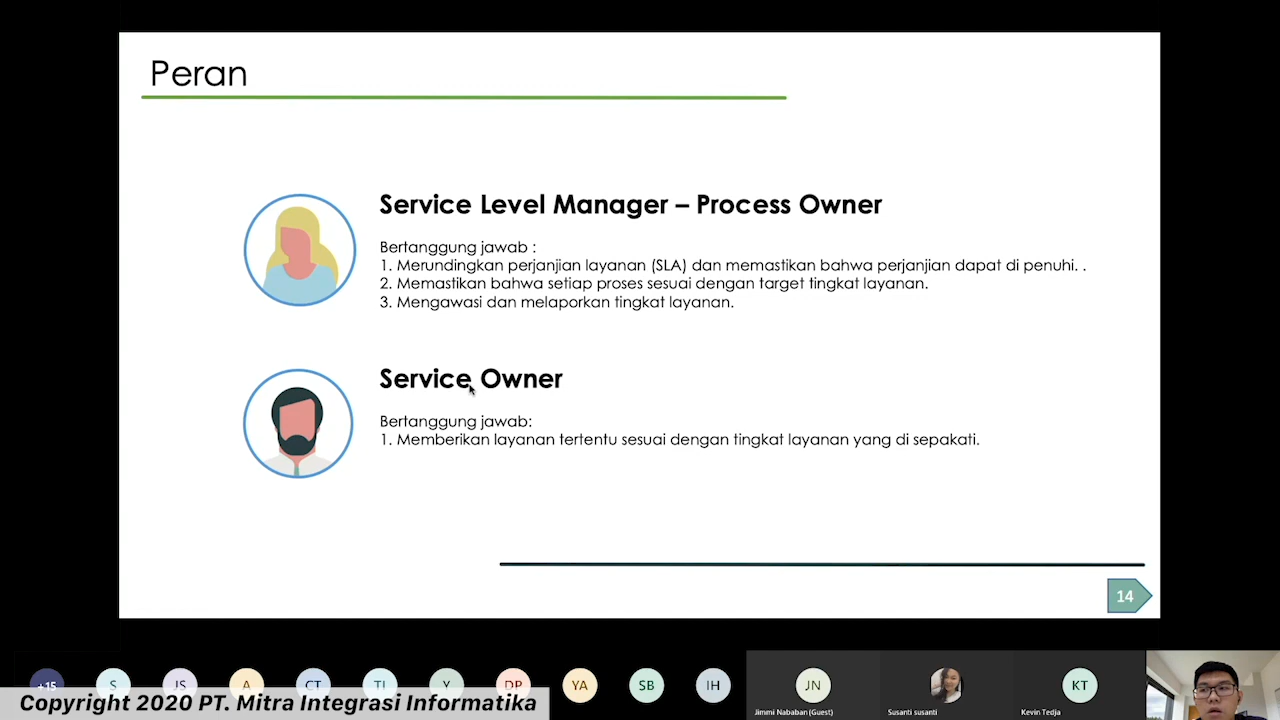 Peran
Service Level Manager – Process Owner
Bertanggung jawab :
1. Merundingkan perjanjian layanan (SLA) dan memastikan bahwa perjanjian dapat di penuhi. .
2. Memastikan bahwa setiap proses sesuai dengan target tingkat layanan.
3. Mengawasi dan melaporkan tingkat layanan.
Service Owner
Bertanggung jawab:
1. Memberikan layanan tertentu sesuai dengan tingkat layanan yang di sepakati.
14
+15 S JS A CT TI Y DP YA SB IH JN KT
Jimmi Nababan (Guest) Susanti susanti Kevin Tedja
Copyright 2020 PT. Mitra Integrasi Informatika